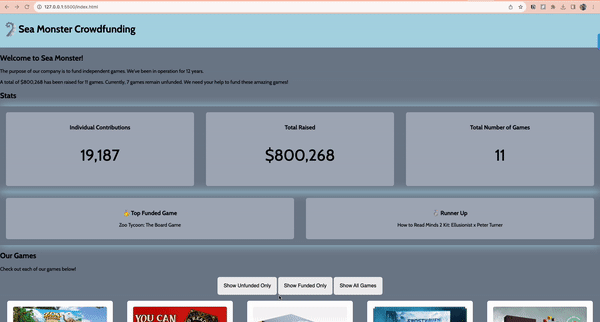 127.0.0.1:5500/index.html
Sea Monster Crowdfunding
Welcome to Sea Monster!
The purpose of our company is to fund independent games. We've been in operation for 12 years.
A total of $800,268 has been raised for 11 games. Currently, 7 games remain unfunded. We need your help to fund these amazing games!
Stats
Individual Contributions
19,187
Total Raised
$800,268
Total Number of Games
11
🥇 Top Funded Game
Zoo Tycoon: The Board Game
🥈 Runner Up
How to Read Minds 2 Kit: Ellusionist x Peter Turner
Our Games
Check out each of our games below!
Show Unfunded Only
Show Funded Only
Show All Games
YOU CAN